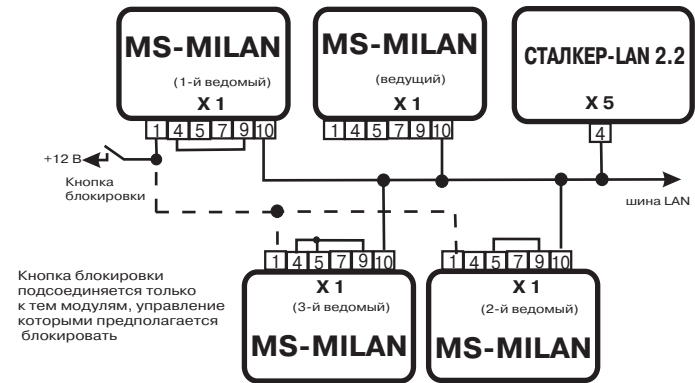 MS-MILAN
(1-й ведомый)
X 1
1 4 5 7 9 10
MS-MILAN
(ведущий)
X 1
1 4 5 7 9 10
СТАЛКЕР-LAN 2.2
X 5
4
+12 В
Кнопка
блокировки
шина LAN
1 4 5 7 9 10
X 1
(3-й ведомый)
MS-MILAN
1 4 5 7 9 10
X 1
(2-й ведомый)
MS-MILAN
Кнопка блокировки
подсоединяется только
к тем модулям, управление
которыми предполагается
блокировать